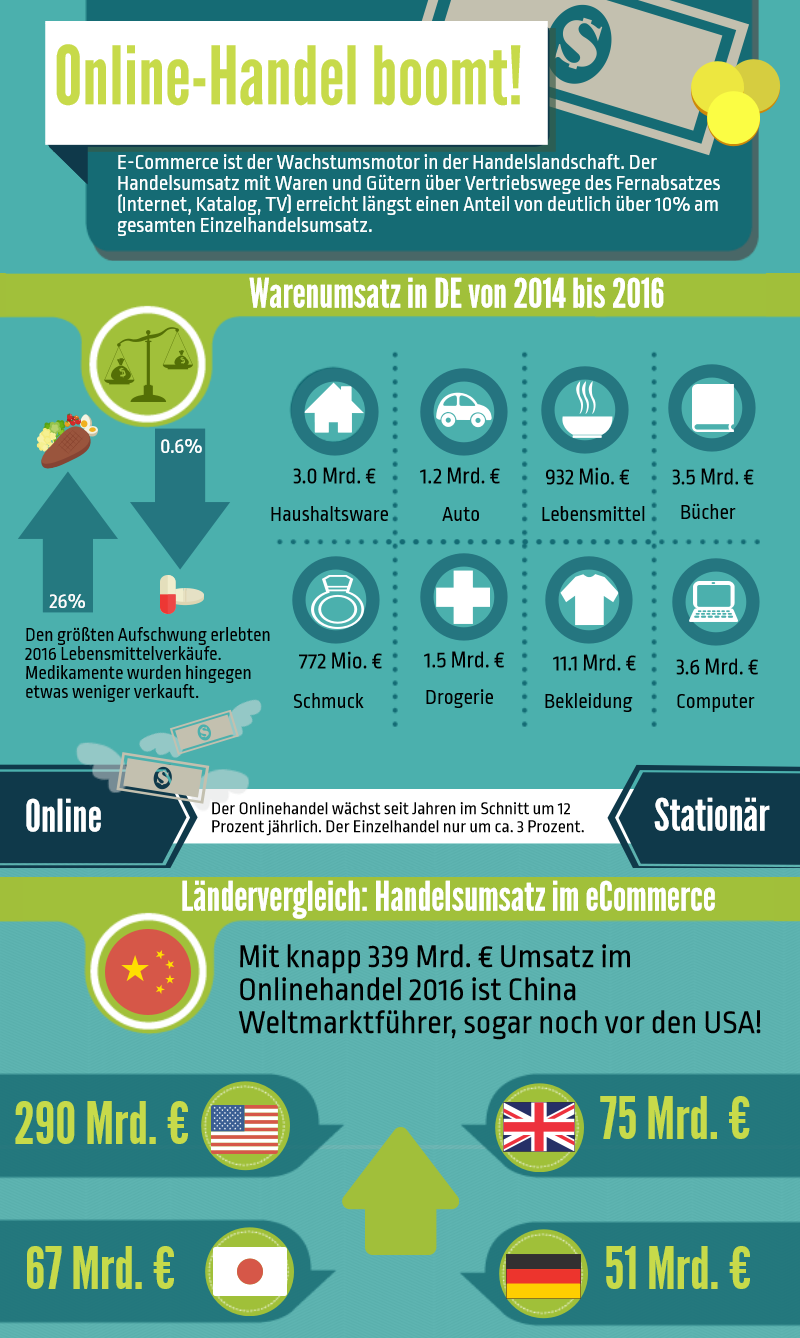 Online-Handel boomt!
E-Commerce ist der Wachstumsmotor in der Handelslandschaft. Der
Handelsumsatz mit Waren und Gütern über Vertriebswege des Fernabsatzes
(Internet, Katalog, TV) erreicht längst einen Anteil von deutlich über 10% am
gesamten Einzelhandelsumsatz.
Warenumsatz in DE von 2014 bis 2016
0.6%
26%
Den größten Aufschwung erlebten
2016 Lebensmittelverkäufe.
Medikamente wurden hingegen
etwas weniger verkauft.
3.0 Mrd. €
Haushaltsware
1.2 Mrd. €
Auto
932 Mio. €
Lebensmittel
3.5 Mrd. €
Bücher
772 Mio. €
Schmuck
1.5 Mrd. €
Drogerie
11.1 Mrd. €
Bekleidung
3.6 Mrd. €
Computer
Online
Der Onlinehandel wächst seit Jahren im Schnitt um 12
Prozent jährlich. Der Einzelhandel nur um ca. 3 Prozent.
Stationär
Ländervergleich: Handelsumsatz im eCommerce
Mit knapp 339 Mrd. € Umsatz im
Onlinehandel 2016 ist China
Weltmarktführer, sogar noch vor den USA!
290 Mrd. €
75 Mrd. €
67 Mrd. €
51 Mrd. €